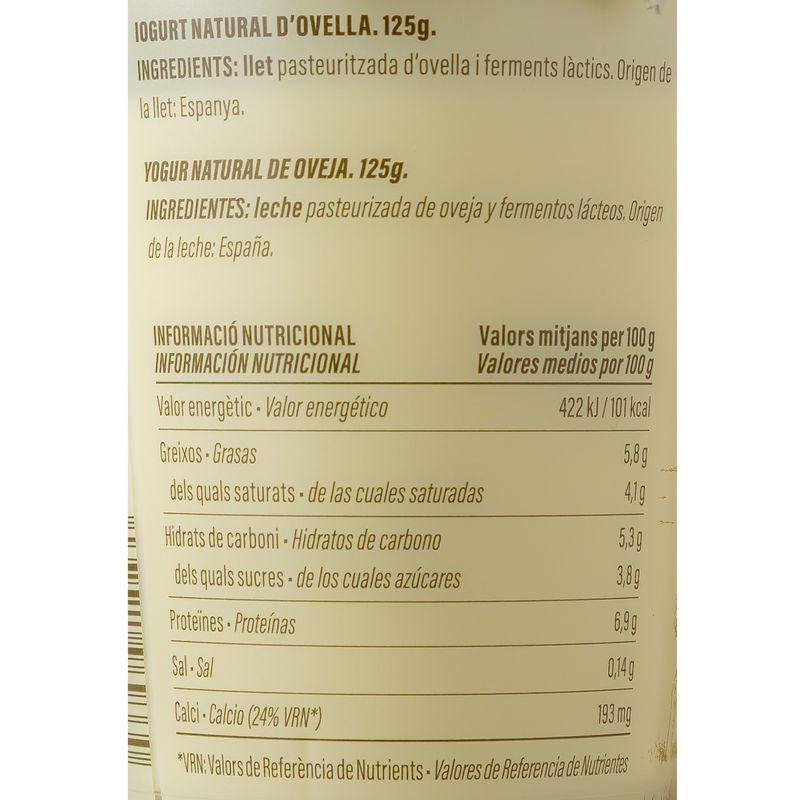 IOGURT NATURAL D'OVELLA. 125g.
INGREDIENTS: llet pasteuritzada d'ovella i ferments làctics. Origen de
la llet: Espanya.
YOGUR NATURAL DE OVEJA. 125g.
INGREDIENTES: leche pasteurizada de oveja y fermentos lácteos. Origen
de la leche: España.
INFORMACIÓ NUTRICIONAL Valors mitjans per 100 g
INFORMACIÓN NUTRICIONAL Valores medios por 100 g
Valor energètic • Valor energético 422 kJ / 101 kcal
Greixos • Grasas 5,8 g
dels quals saturats • de las cuales saturadas 4,1 g
Hidrats de carboni • Hidratos de carbono 5,3 g
dels quals sucres • de los cuales azúcares 3,8 g
Proteïnes • Proteínas 6,9 g
Sal • Sal 0,14 g
Calci • Calcio (24% VRN*) 193 mg
*VRN: Valors de Referència de Nutrients • Valores de Referencia de Nutrientes